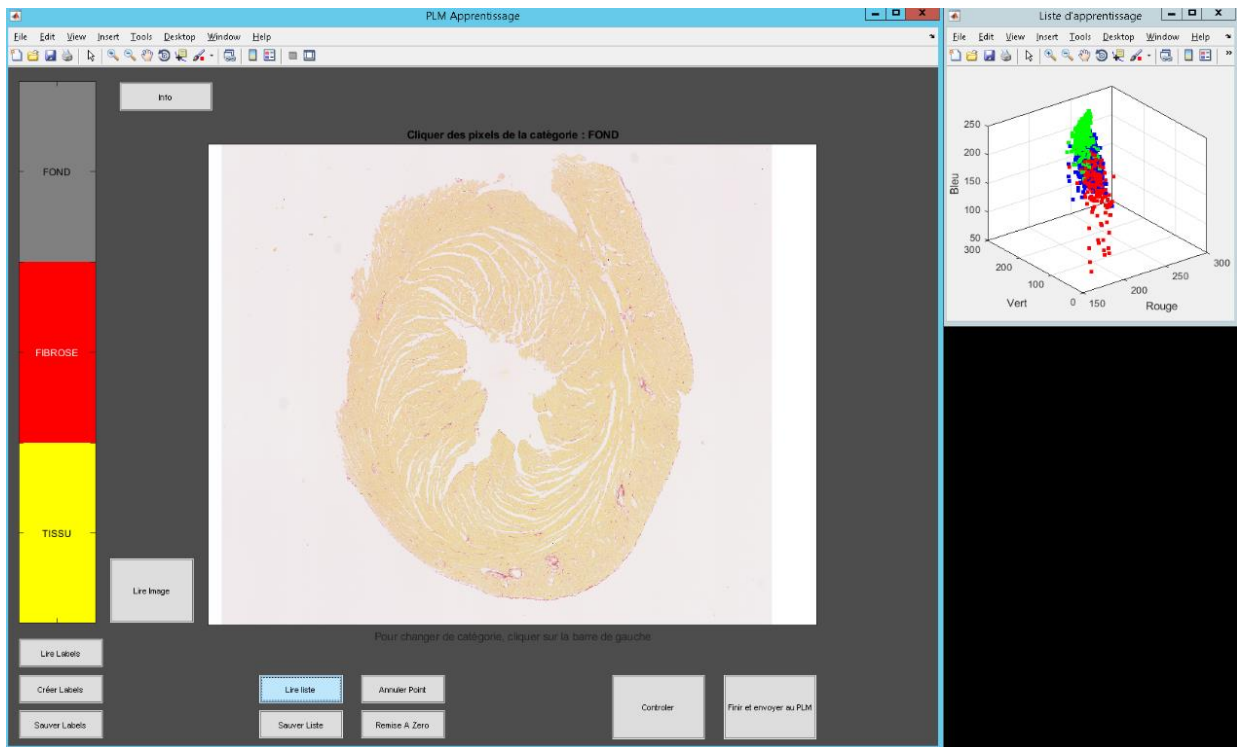 PLM Apprentissage
File Edit View Insert Tools Desktop Window Help
Info
Cliquer des pixels de la catégorie : FOND
FOND
FIBROSE
TISSU
Lire Image
Pour changer de catégorie, cliquer sur la barre de gauche
Lire Labels
Créer Labels
Sauver Labels
Lire liste
Annuler Point
Sauver Liste
Remise A Zero
Controler
Finir et envoyer au PLM
Liste d'apprentissage
File Edit View Insert Tools Desktop Window Help
250
200
150
100
50
Bleu
300
200
100
0
Vert
150
200
250
300
Rouge